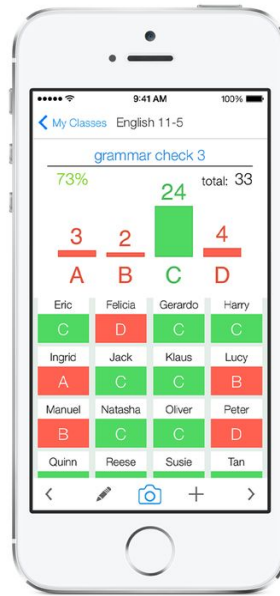 9:41 AM 100%
My Classes English 11-5
grammar check 3
73% 24 total: 33
3 2 4
A B C D
Eric Felicia Gerardo Harry
C D C C
Ingrid Jack Klaus Lucy
A C C B
Manuel Natasha Oliver Peter
B C C D
Quinn Reese Susie Tan